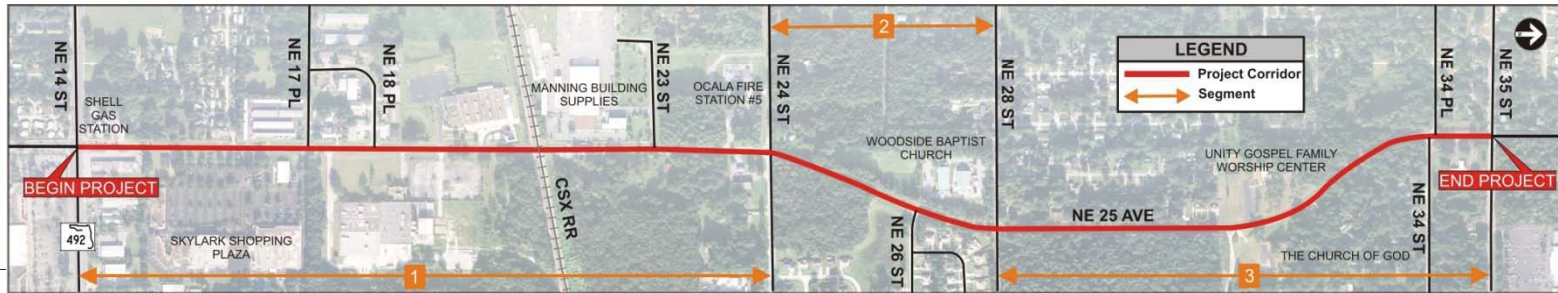 NE 14 ST
SHELL
GAS
STATION
BEGIN PROJECT
492
SKYLARK SHOPPING
PLAZA
NE 17 PL
NE 18 PL
1
CSX RR
MANNING BUILDING
SUPPLIES
NE 23 ST
OCALA FIRE
STATION #5
NE 24 ST
2
WOODSIDE BAPTIST
CHURCH
NE 26 ST
NE 28 ST
NE 25 AVE
LEGEND
Project Corridor
Segment
UNITY GOSPEL FAMILY
WORSHIP CENTER
THE CHURCH OF GOD
3
NE 34 PL
NE 34 ST
NE 35 ST
END PROJECT